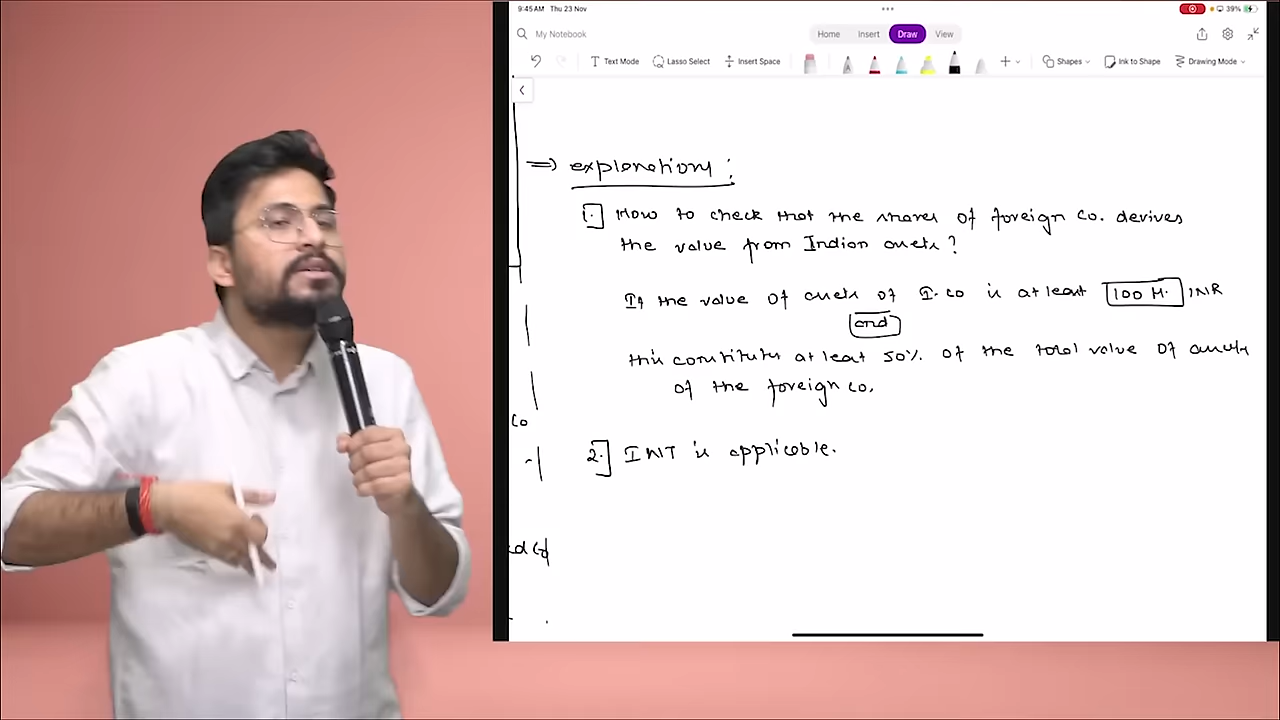 9:45 AM Thu 23 Nov
39%
My Notebook
Home Insert Draw View
Text Mode Lasso Select Insert Space Shapes Ink to Shape Drawing Mode
⇒ explanations :
1. How to check that the shares of foreign Co. derives
the value from Indian assets ?
If the value of assets of I. Co is at least 100 M. INR
and
this constitutes at least 50% of the total value of assets
of the foreign co.
Co
2. INT is applicable.